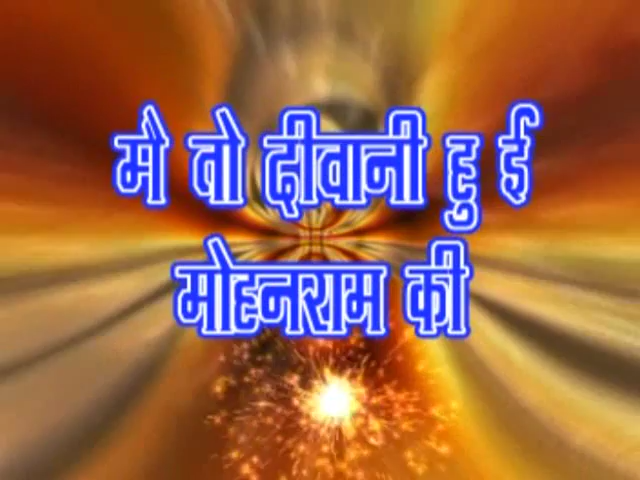 मै तो दीवानी हु ई
मोहनराम की